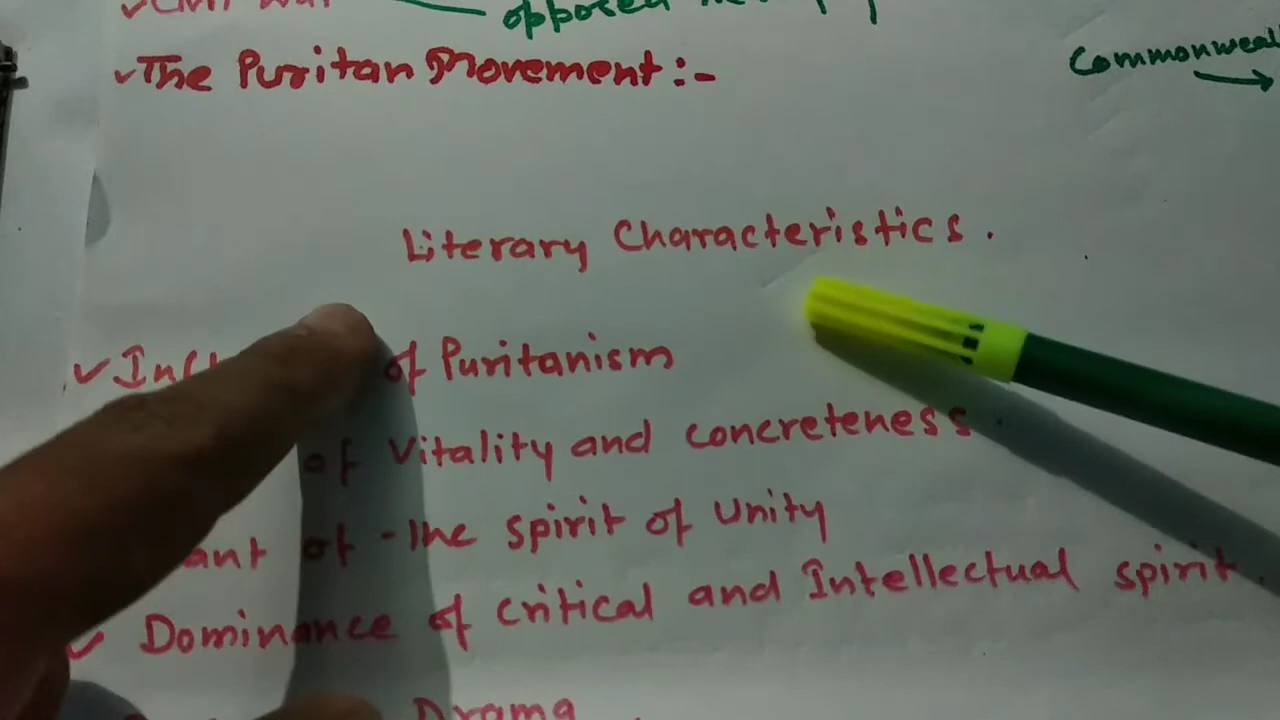 opposed
✓The Puritan Movement:-
Commonweal
Literary Characteristics.
✓ of Puritanism
of Vitality and concreteness.
of the spirit of Unity
✓ Dominance of critical and Intellectual spirit.
Drama